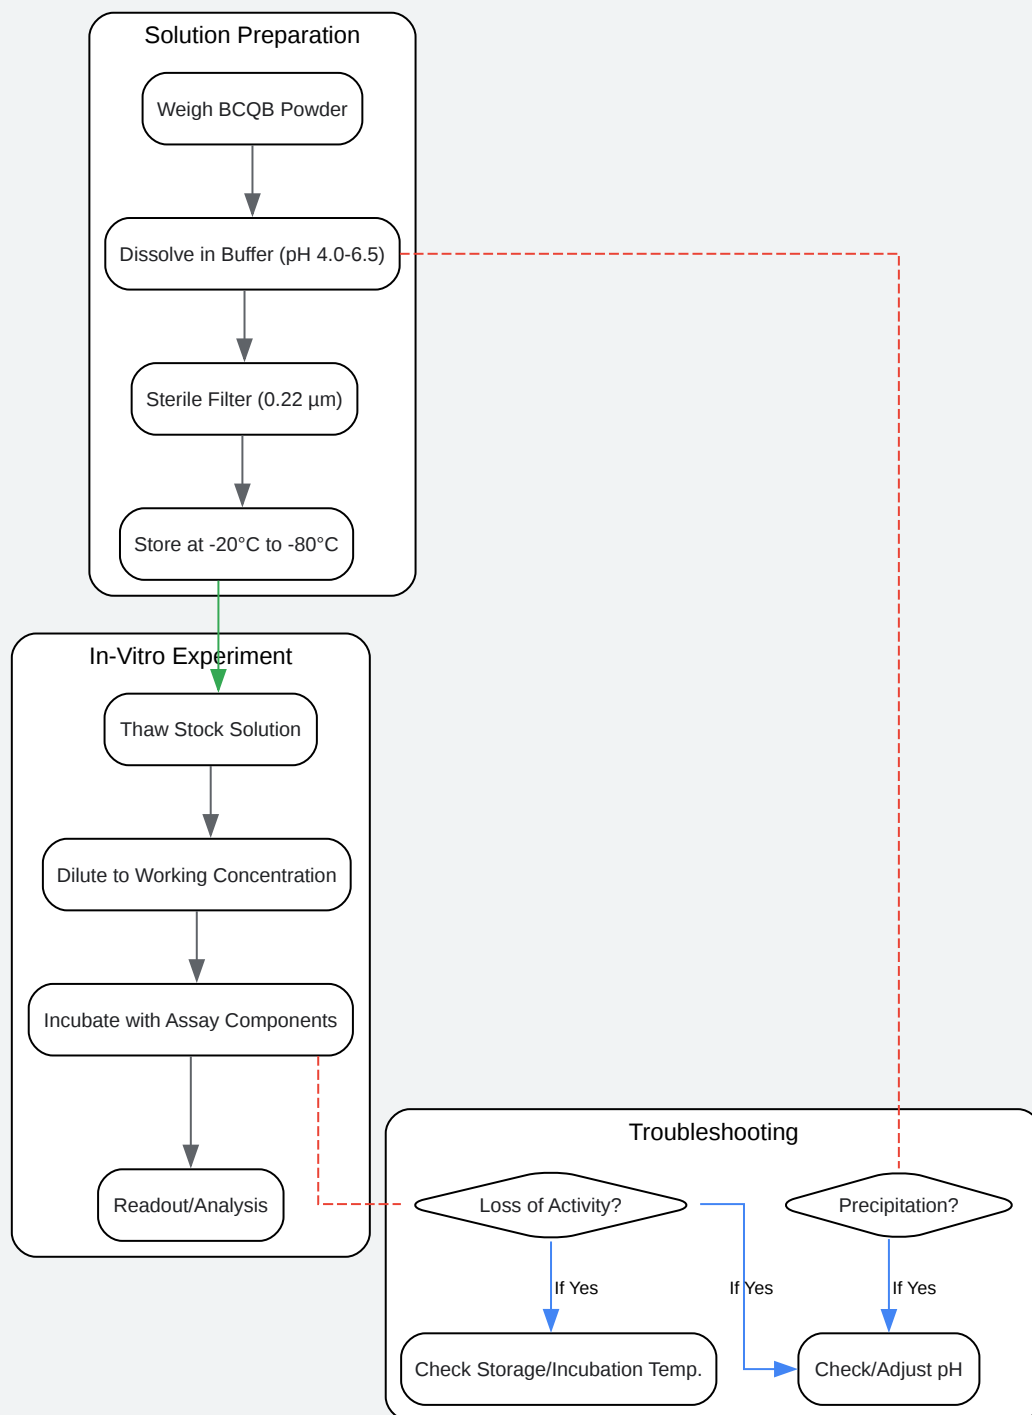 Solution Preparation
Weigh BCQB Powder
Dissolve in Buffer (pH 4.0-6.5)
Sterile Filter (0.22 µm)
Store at -20°C to -80°C
In-Vitro Experiment
Thaw Stock Solution
Dilute to Working Concentration
Incubate with Assay Components
Readout/Analysis
Troubleshooting
Loss of Activity?
Precipitation?
If Yes
If Yes
If Yes
Check Storage/Incubation Temp.
Check/Adjust pH